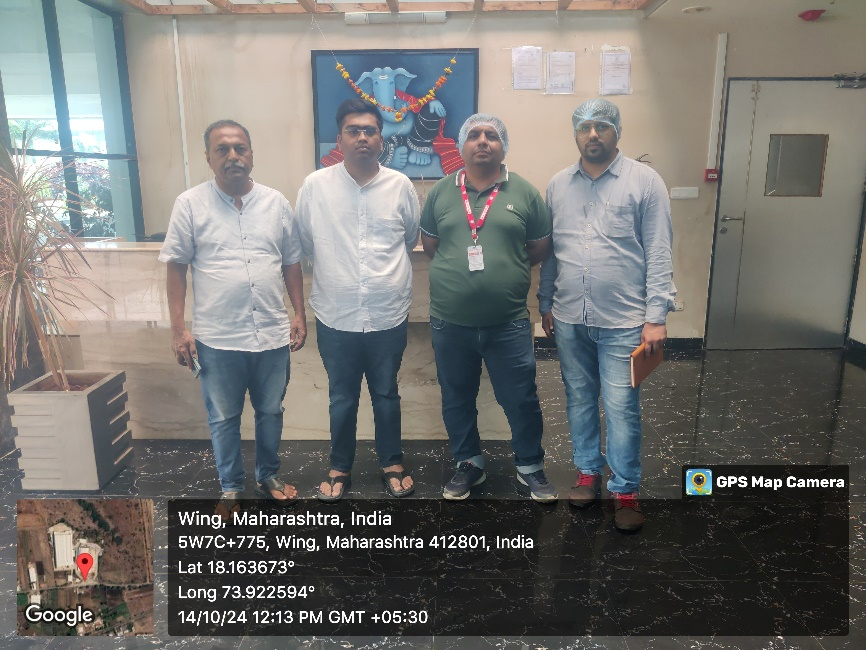 GPS Map Camera
Wing, Maharashtra, India
5W7C+775, Wing, Maharashtra 412801, India
Lat 18.163673°
Long 73.922594°
14/10/24 12:13 PM GMT +05:30
Google